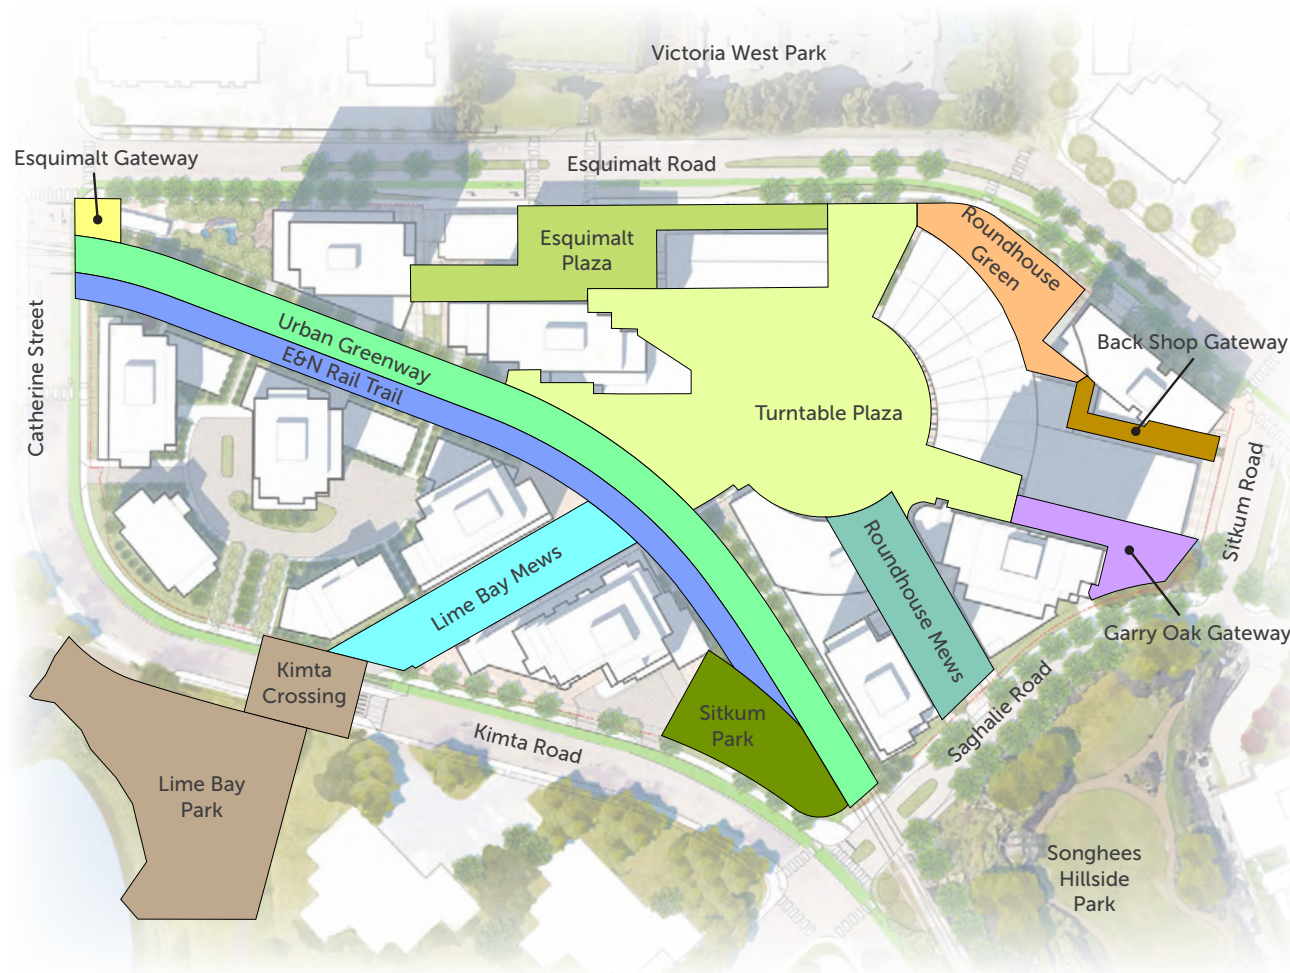 Victoria West Park
Esquimalt Gateway
Esquimalt Road
Roundhouse
Green
Esquimalt
Plaza
Catherine Street
Urban Greenway
E&N Rail Trail
Back Shop Gateway
Turntable Plaza
Sitkum Road
Lime Bay Mews
Roundhouse Mews
Garry Oak Gateway
Kimta
Crossing
Sitkum
Park
Saghalie Road
Kimta Road
Lime Bay
Park
Songhees
Hillside
Park